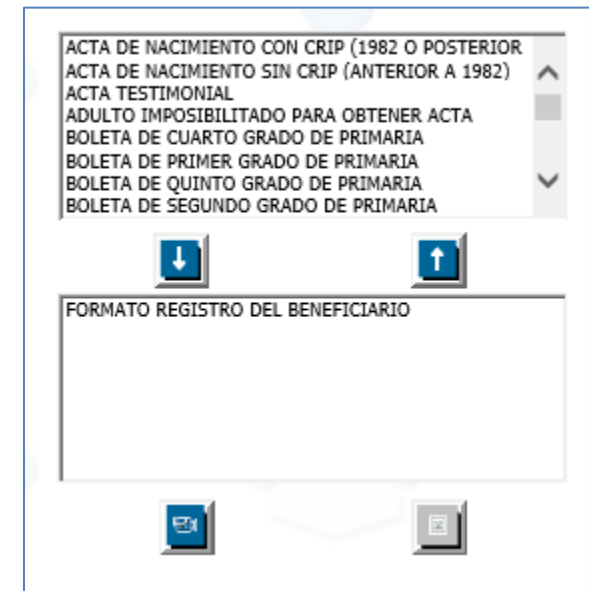 ACTA DE NACIMIENTO CON CRIP (1982 O POSTERIOR
ACTA DE NACIMIENTO SIN CRIP (ANTERIOR A 1982)
ACTA TESTIMONIAL
ADULTO IMPOSIBILITADO PARA OBTENER ACTA
BOLETA DE CUARTO GRADO DE PRIMARIA
BOLETA DE PRIMER GRADO DE PRIMARIA
BOLETA DE QUINTO GRADO DE PRIMARIA
BOLETA DE SEGUNDO GRADO DE PRIMARIA
FORMATO REGISTRO DEL BENEFICIARIO